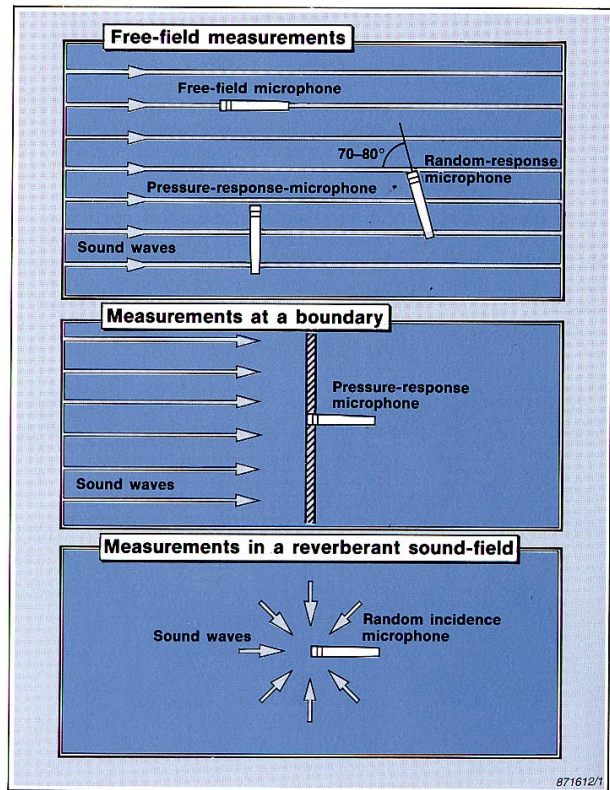 Free-field measurements
Free-field microphone
70–80°
Random-response
microphone
Pressure-response-microphone
Sound waves
Measurements at a boundary
Pressure-response
microphone
Sound waves
Measurements in a reverberant sound-field
Sound waves
Random incidence
microphone
871612/1